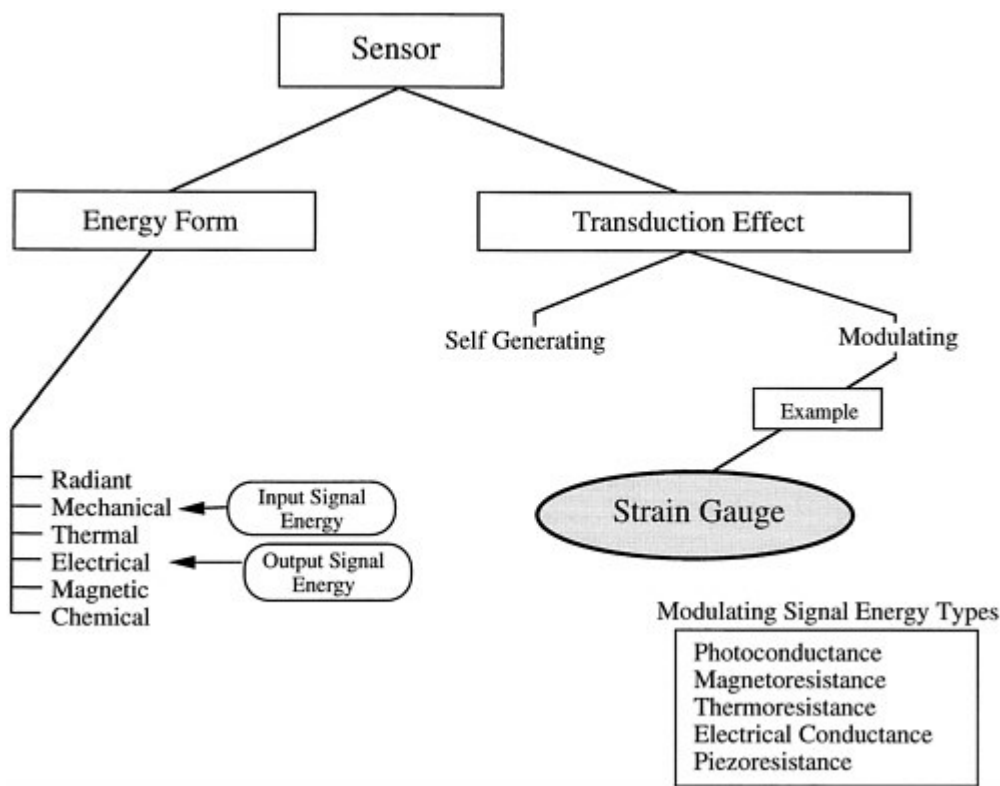 Sensor
Energy Form
Transduction Effect
Self Generating
Modulating
Example
Strain Gauge
Radiant
Mechanical
Thermal
Electrical
Magnetic
Chemical
Input Signal
Energy
Output Signal
Energy
Modulating Signal Energy Types
Photoconductance
Magnetoresistance
Thermoresistance
Electrical Conductance
Piezoresistance